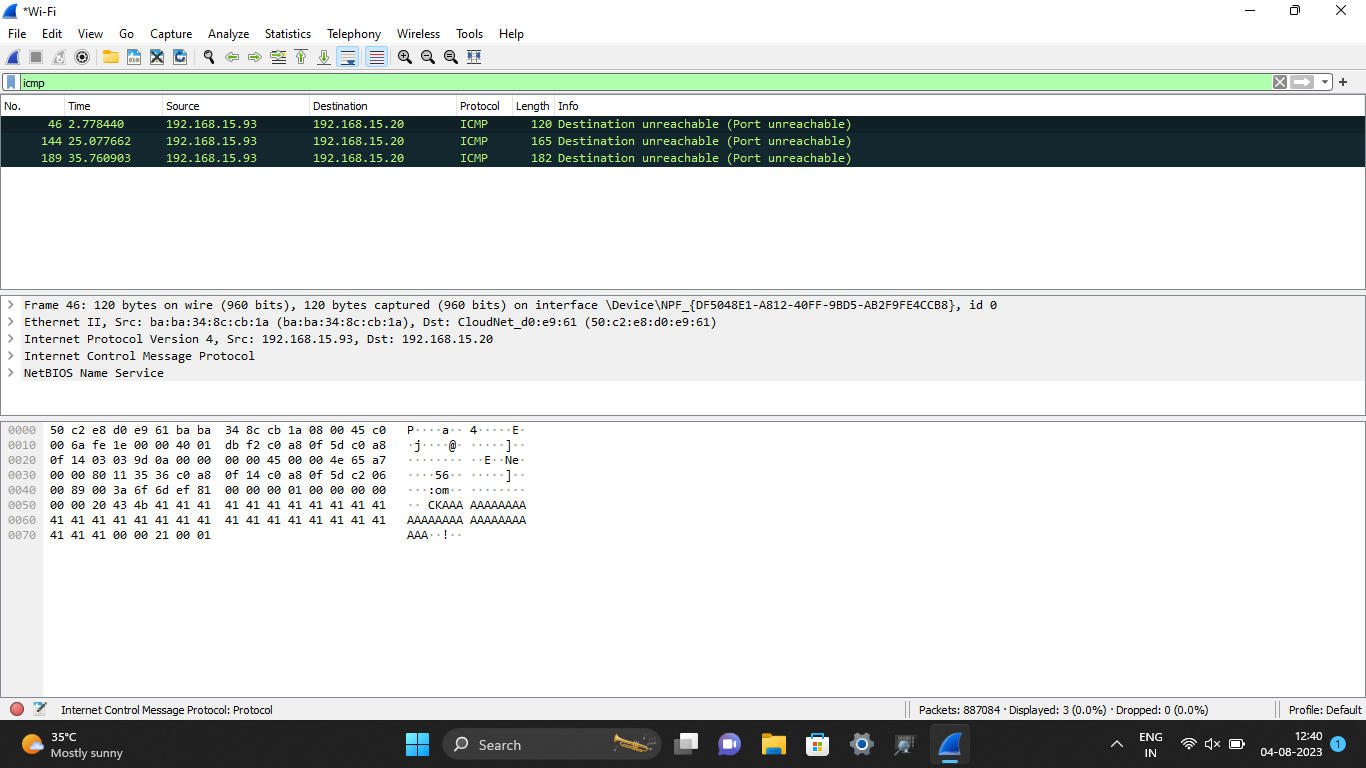 *Wi-Fi
File Edit View Go Capture Analyze Statistics Telephony Wireless Tools Help
icmp
No. Time Source Destination Protocol Length Info
46 2.778440 192.168.15.93 192.168.15.20 ICMP 120 Destination unreachable (Port unreachable)
144 25.077662 192.168.15.93 192.168.15.20 ICMP 165 Destination unreachable (Port unreachable)
189 35.760903 192.168.15.93 192.168.15.20 ICMP 182 Destination unreachable (Port unreachable)
Frame 46: 120 bytes on wire (960 bits), 120 bytes captured (960 bits) on interface \Device\NPF_{DF5048E1-A812-40FF-9BD5-AB2F9FE4CCB8}, id 0
Ethernet II, Src: ba:ba:34:8c:cb:1a (ba:ba:34:8c:cb:1a), Dst: CloudNet_d0:e9:61 (50:c2:e8:d0:e9:61)
Internet Protocol Version 4, Src: 192.168.15.93, Dst: 192.168.15.20
Internet Control Message Protocol
NetBIOS Name Service
0000 50 c2 e8 d0 e9 61 ba ba 34 8c cb 1a 08 00 45 c0 P····a·· 4·····E·
0010 00 6a fe 1e 00 00 40 01 db f2 c0 a8 0f 5d c0 a8 ·j····@· ·····]··
0020 0f 14 03 03 9d 0a 00 00 00 00 45 00 00 4e 65 a7 ········ ··E··Ne·
0030 00 00 80 11 35 36 c0 a8 0f 14 c0 a8 0f 5d c2 06 ····56·· ·····]··
0040 00 89 00 3a 6f 6d ef 81 00 00 00 01 00 00 00 00 ···:om·· ········
0050 00 00 20 43 4b 41 41 41 41 41 41 41 41 41 41 41 ·· CKAAA AAAAAAAA
0060 41 41 41 41 41 41 41 41 41 41 41 41 41 41 41 41 AAAAAAAA AAAAAAAA
0070 41 41 41 00 00 21 00 01 AAA··!··
Internet Control Message Protocol: Protocol Packets: 887084 · Displayed: 3 (0.0%) · Dropped: 0 (0.0%) Profile: Default
35°C
Mostly sunny
Search
ENG
IN
12:40
04-08-2023
1